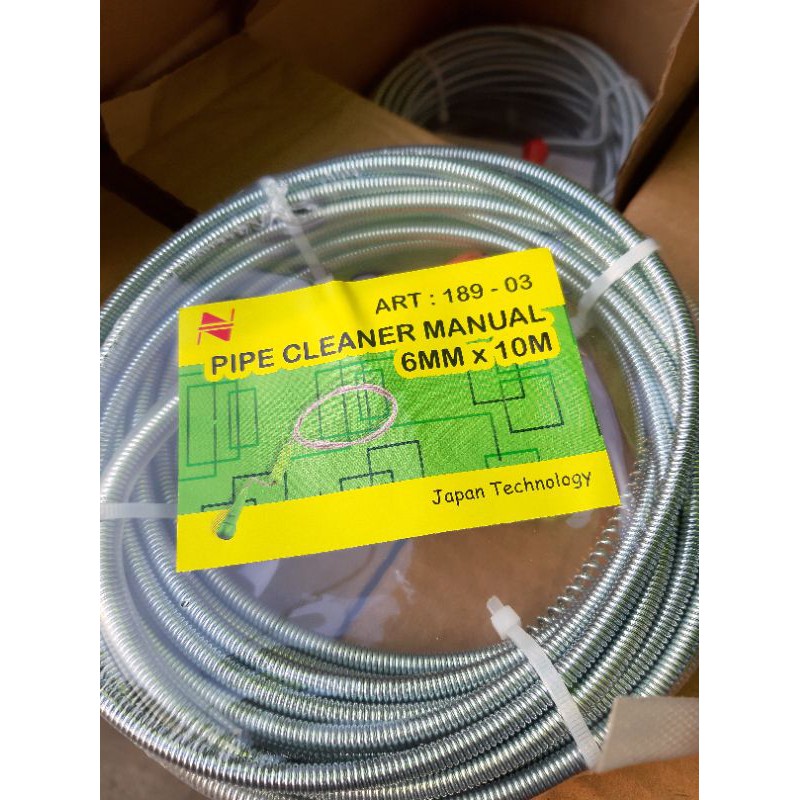 ART : 189 - 03
PIPE CLEANER MANUAL
6MM x 10M
Japan Technology